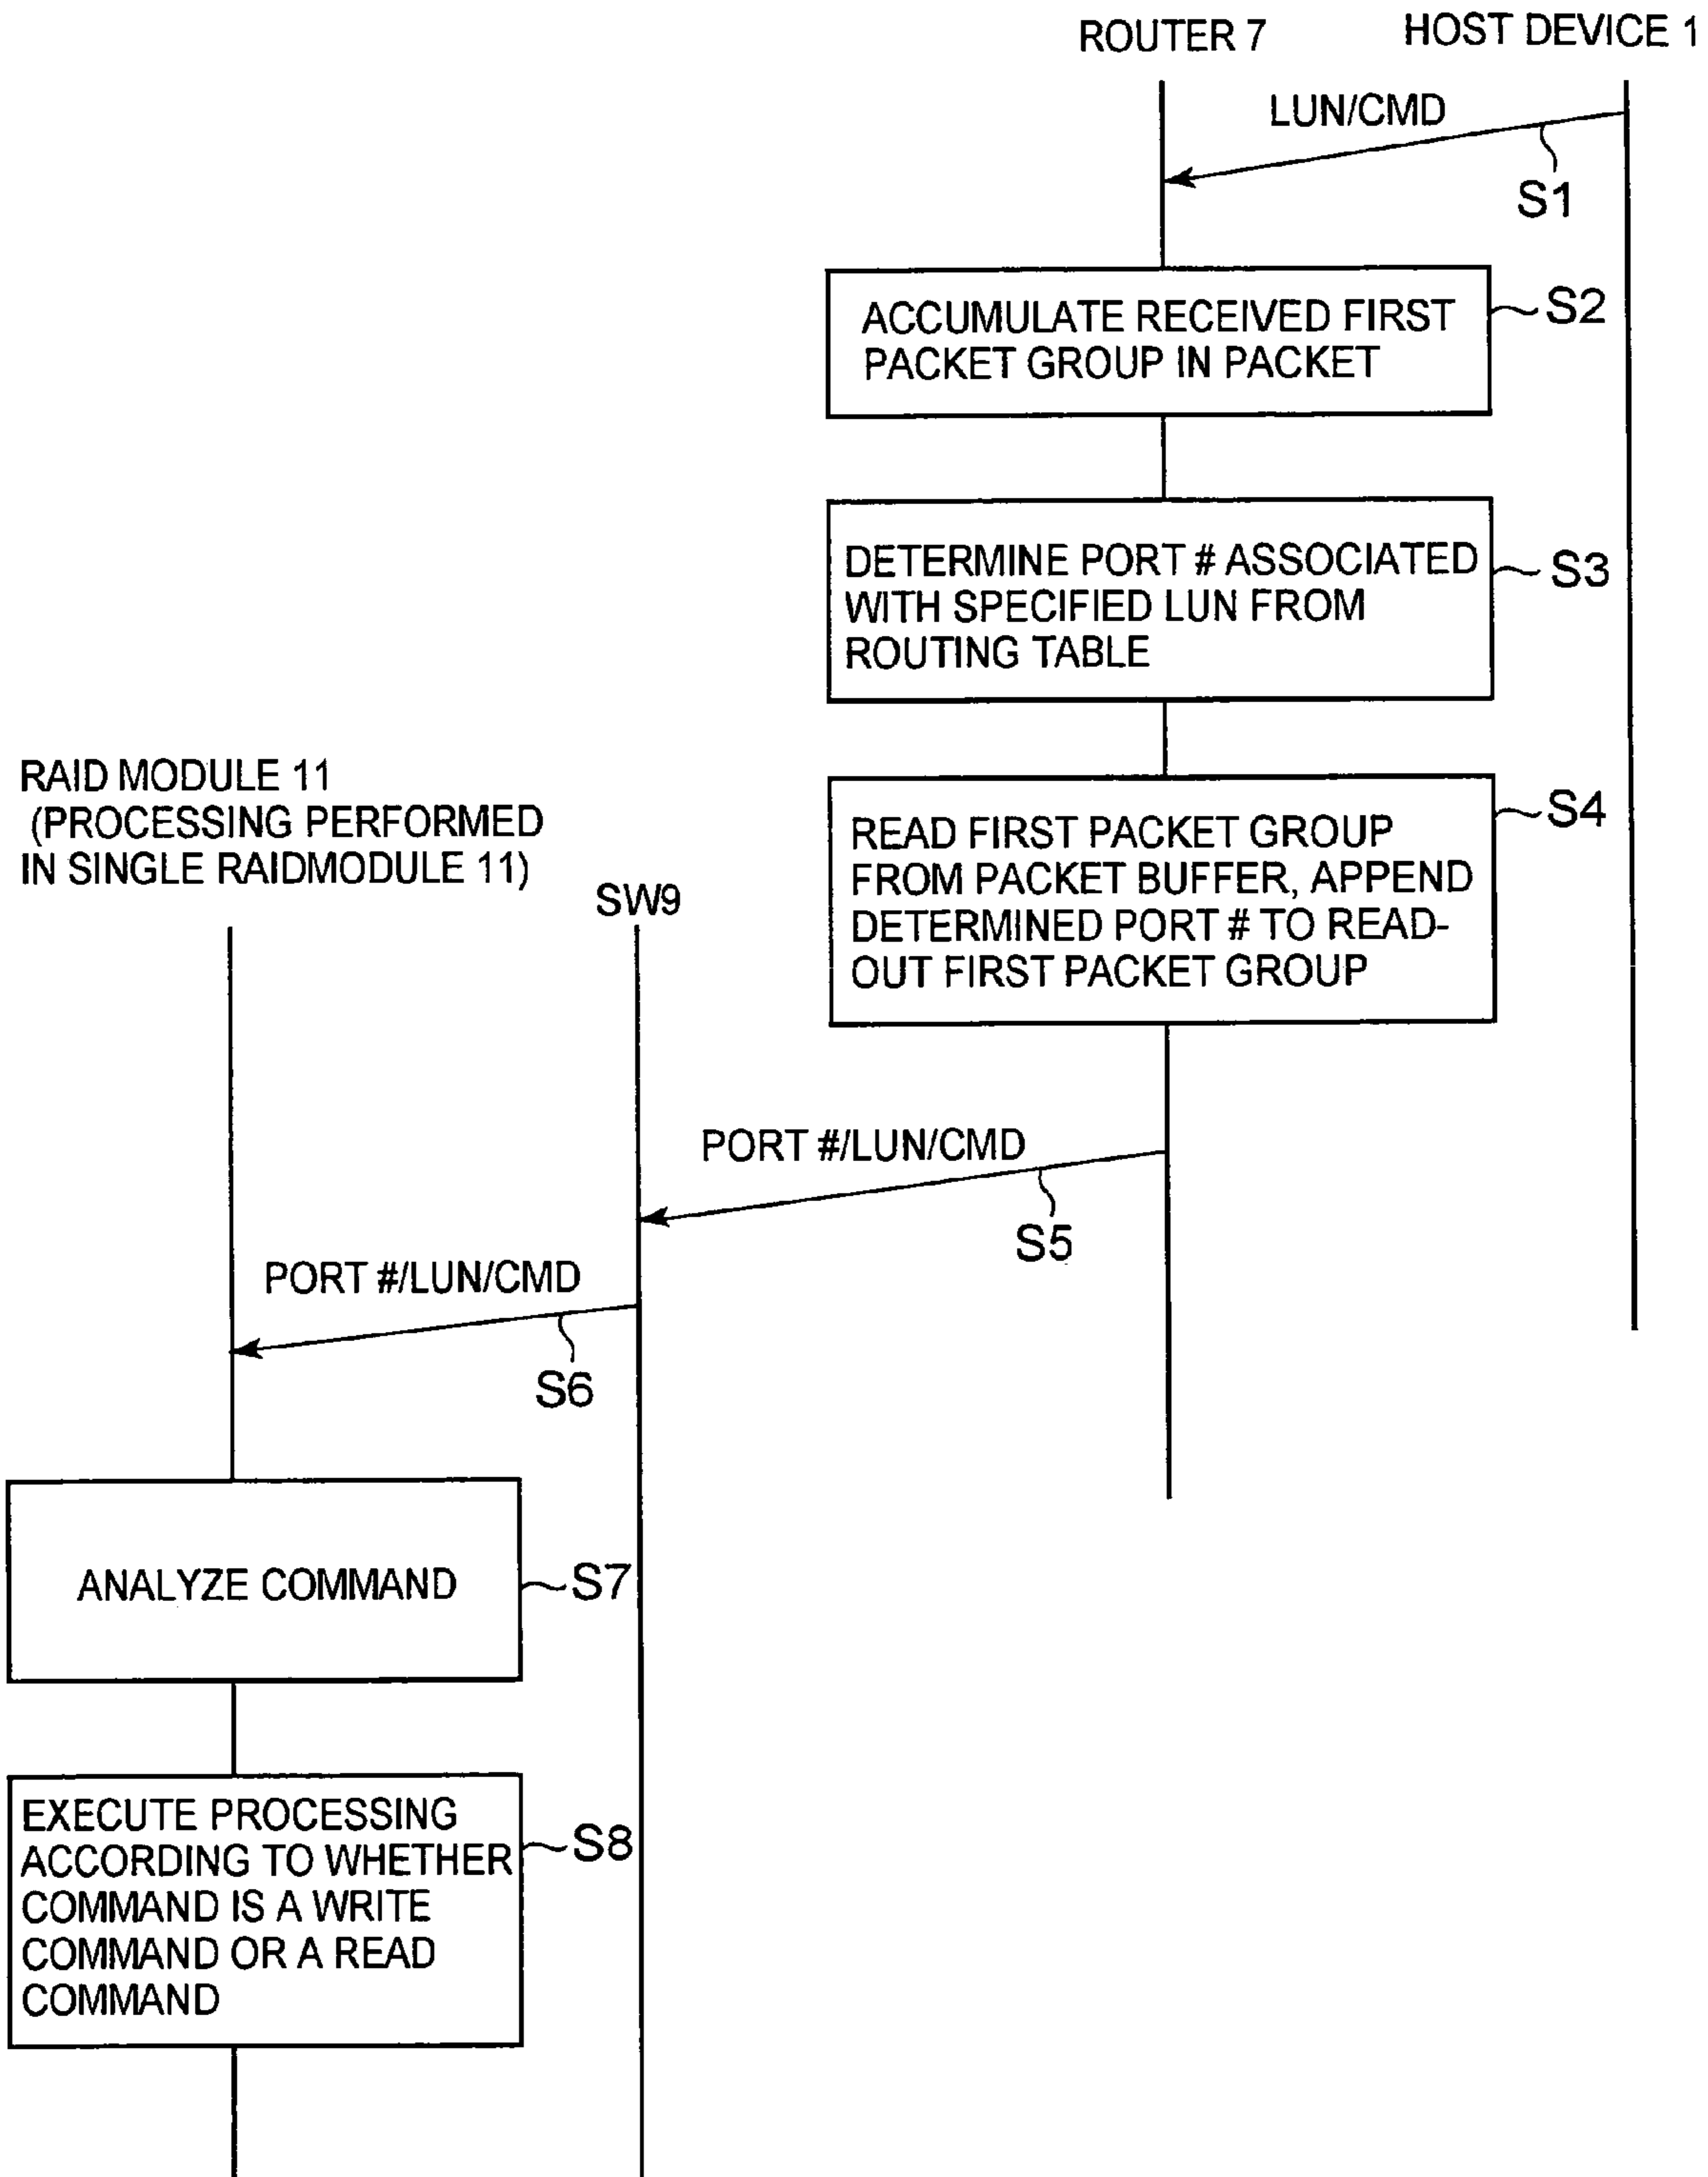 ROUTER 7
HOST DEVICE 1
LUN/CMD
S1
ACCUMULATE RECEIVED FIRST
PACKET GROUP IN PACKET
S2
DETERMINE PORT # ASSOCIATED
WITH SPECIFIED LUN FROM
ROUTING TABLE
S3
READ FIRST PACKET GROUP
FROM PACKET BUFFER, APPEND
DETERMINED PORT # TO READ-
OUT FIRST PACKET GROUP
S4
RAID MODULE 11
(PROCESSING PERFORMED
IN SINGLE RAIDMODULE 11)
SW9
PORT #/LUN/CMD
S5
PORT #/LUN/CMD
S6
ANALYZE COMMAND
S7
EXECUTE PROCESSING
ACCORDING TO WHETHER
COMMAND IS A WRITE
COMMAND OR A READ
COMMAND
S8